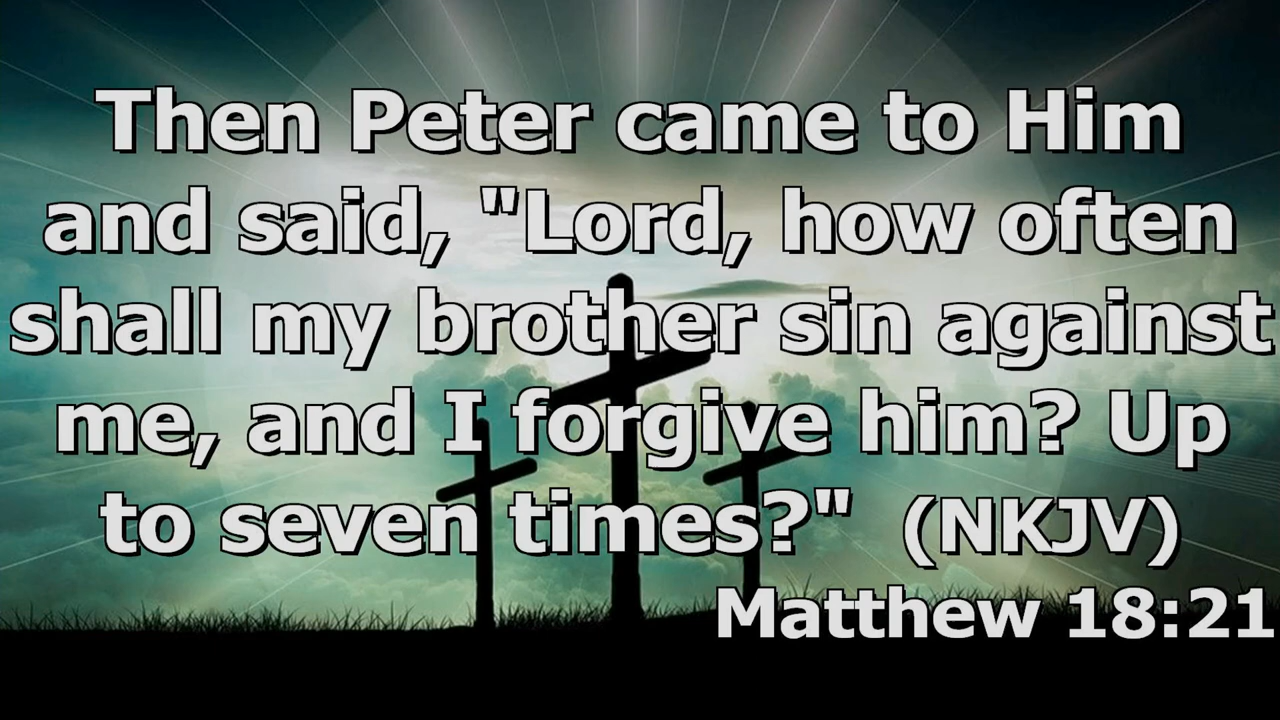 Then Peter came to Him
and said, "Lord, how often
shall my brother sin against
me, and I forgive him? Up
to seven times?" (NKJV)
Matthew 18:21